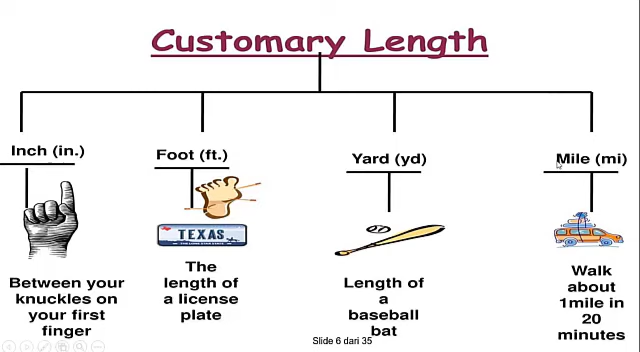 Customary Length
Inch (in.)
Foot (ft.)
Yard (yd)
Mile (mi)
TEXAS
Between your
knuckles on
your first
finger
The
length of
a license
plate
Length of
a
baseball
bat
Walk
about
1mile in
20
minutes
Slide 6 dari 35